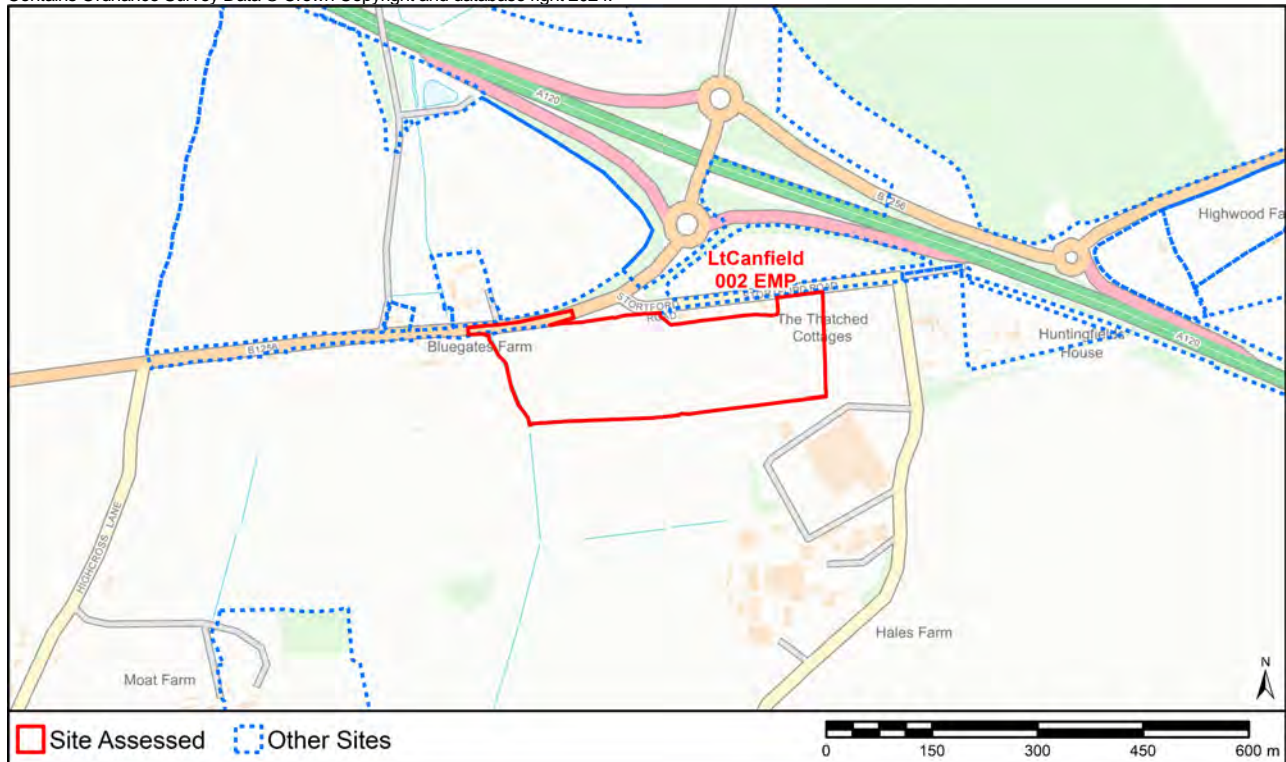 A120
B1256
Highwood Fa
LtCanfield
002 EMP
STORTFORD
ROAD
The Thatched
Cottages
B1256
Bluegates Farm
Huntingfields
House
A120
HIGHCROSS LANE
Hales Farm
Moat Farm
N
Site Assessed
Other Sites
0 150 300 450 600 m